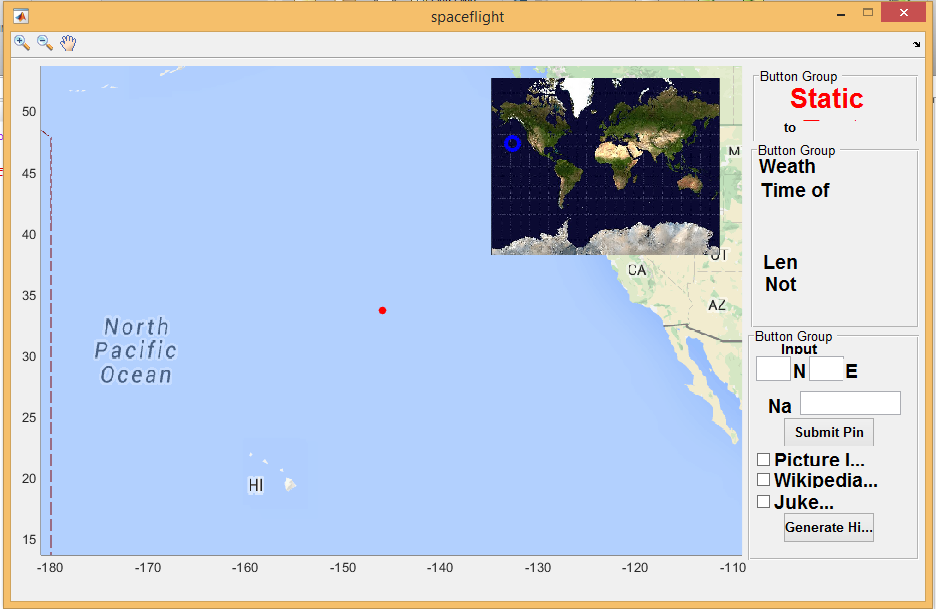 spaceflight
50
45
40
35
30
25
20
15
-180
-170
-160
-150
-140
-130
-120
-110
North
Pacific
Ocean
HI
CA
UT
AZ
M
Button Group
Static
to
Button Group
Weath
Time of
Len
Not
Button Group
Input
N E
Na
Submit Pin
Picture I...
Wikipedia...
Juke...
Generate Hi...